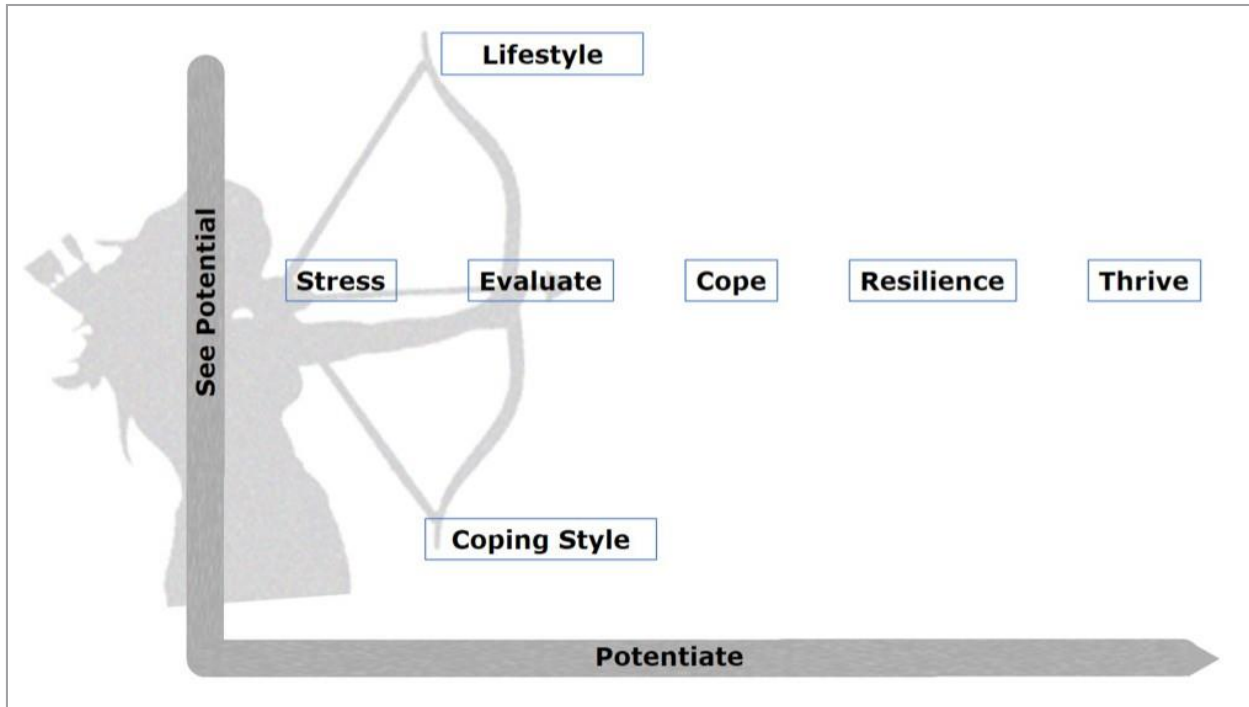 Lifestyle
See Potential
Stress Evaluate Cope Resilience Thrive
Coping Style
Potentiate